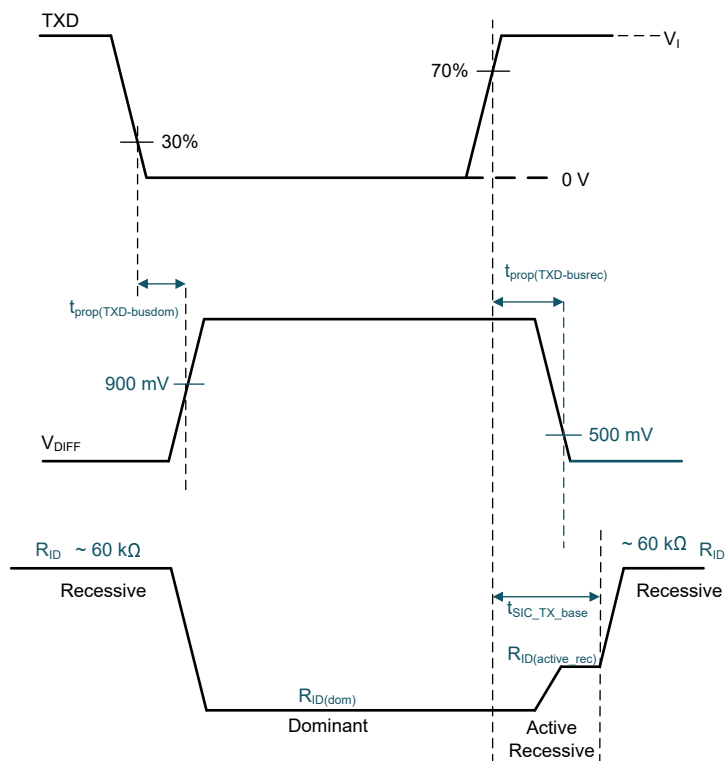 TXD
V_I
70%
30%
0 V
t_prop(TXD-busrec)
t_prop(TXD-busdom)
900 mV
500 mV
V_DIFF
R_ID ~ 60 kΩ
~ 60 kΩ R_ID
Recessive
Recessive
t_SIC_TX_base
R_ID(active_rec)
R_ID(dom)
Dominant
Active
Recessive